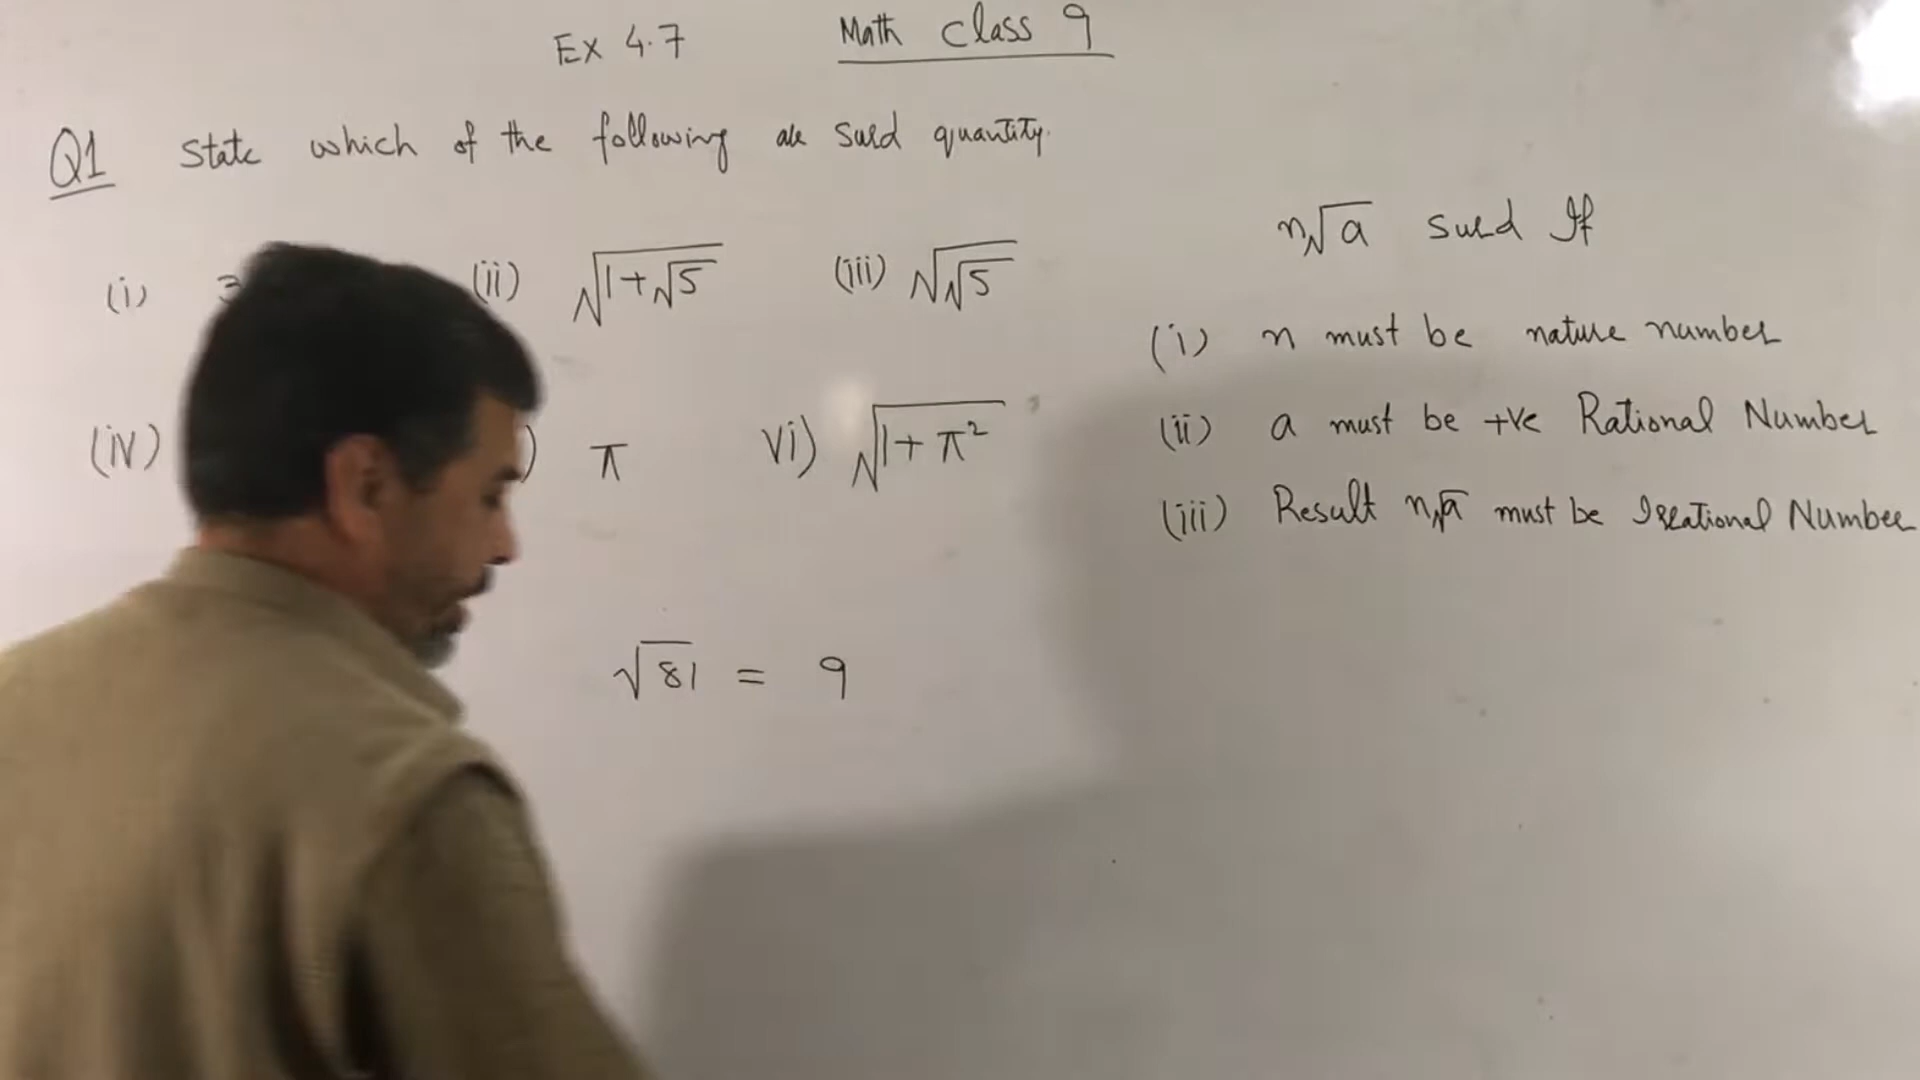 Ex 4.7 Math class 9
Q1 State which of the following are surd quantity.
(i) 3 (ii) √(1+√5) (iii) √√5
(iv) ) π vi) √(1+π²)
ⁿ√a surd If
(i) n must be nature number
(ii) a must be +ve Rational Number
(iii) Result ⁿ√a must be Irrational Number
√81 = 9